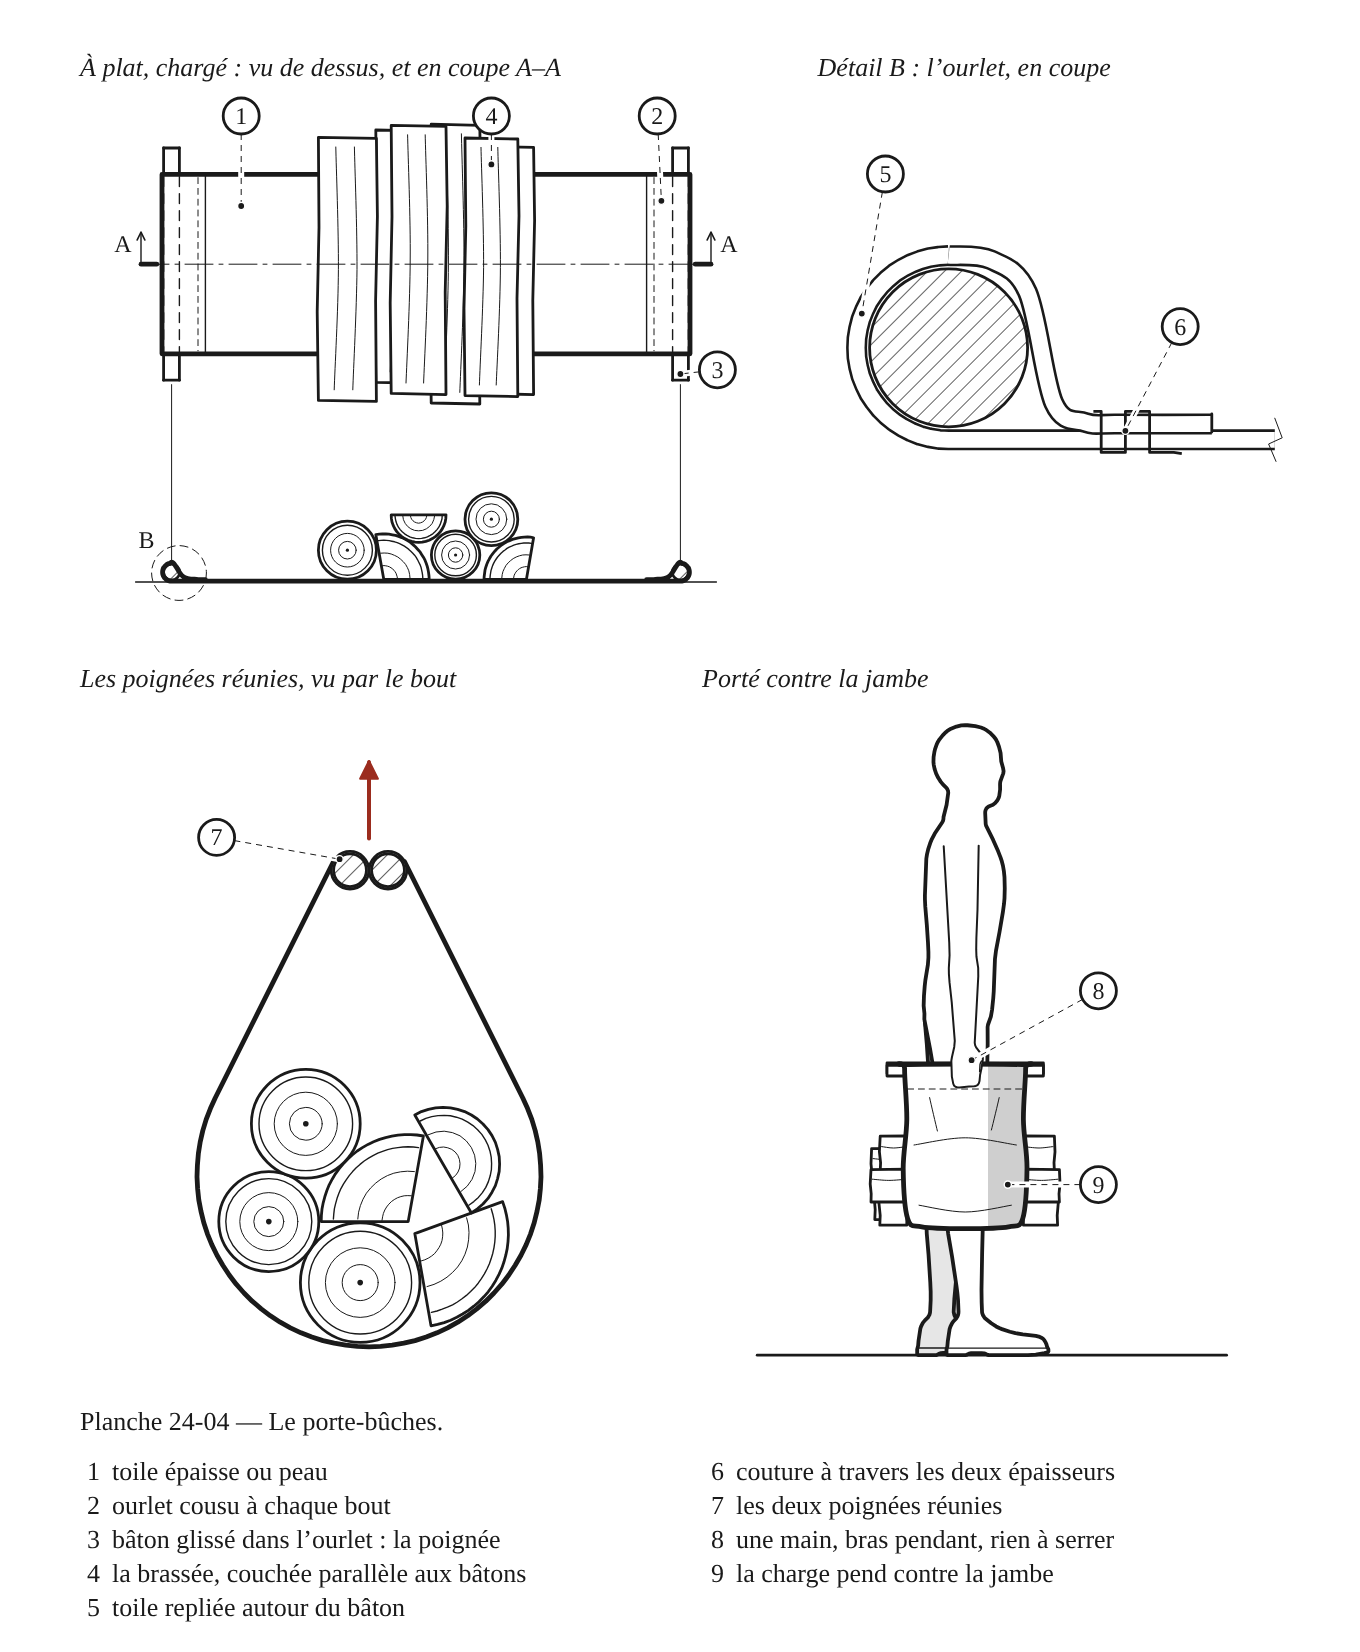 À plat, chargé : vu de dessus, et en coupe A–A
Détail B : l’ourlet, en coupe
1
4
2
5
A
A
6
3
B
Les poignées réunies, vu par le bout
Porté contre la jambe
7
8
9
Planche 24-04 — Le porte-bûches.
1 toile épaisse ou peau
2 ourlet cousu à chaque bout
3 bâton glissé dans l’ourlet : la poignée
4 la brassée, couchée parallèle aux bâtons
5 toile repliée autour du bâton
6 couture à travers les deux épaisseurs
7 les deux poignées réunies
8 une main, bras pendant, rien à serrer
9 la charge pend contre la jambe